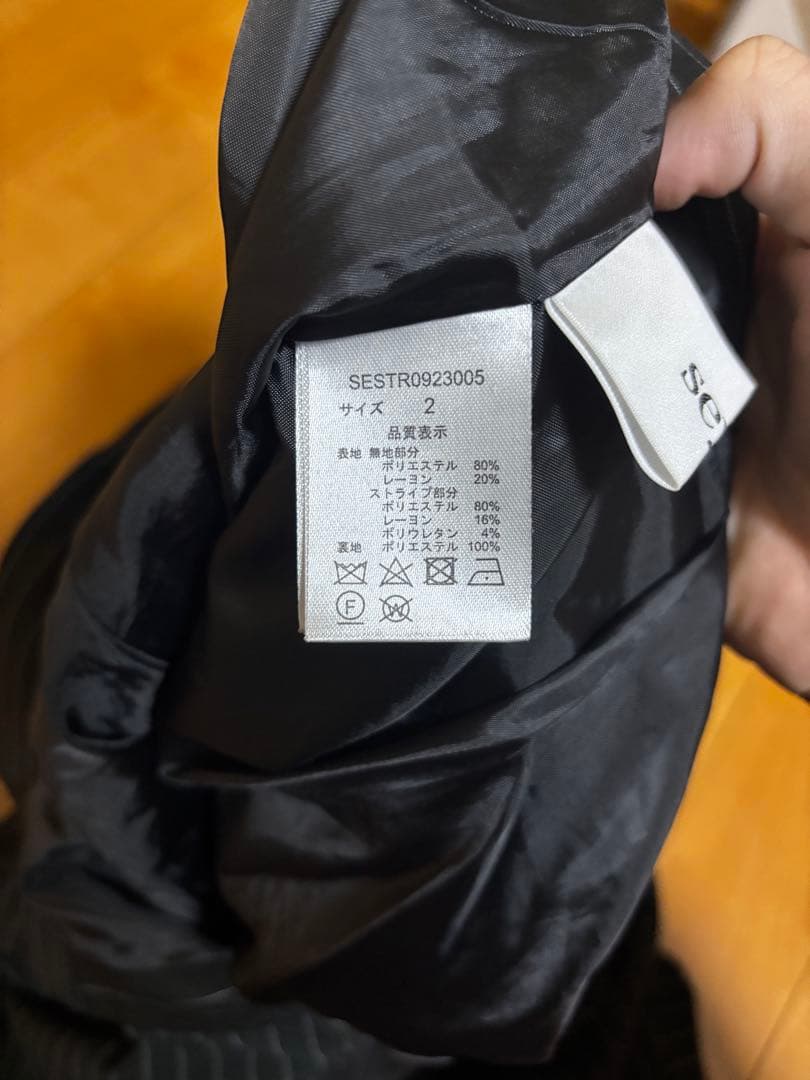 SESTR0923005
サイズ 2
品質表示
表地 無地部分
ポリエステル 80%
レーヨン 20%
ストライプ部分
ポリエステル 80%
レーヨン 16%
ポリウレタン 4%
裏地 ポリエステル 100%
F
W